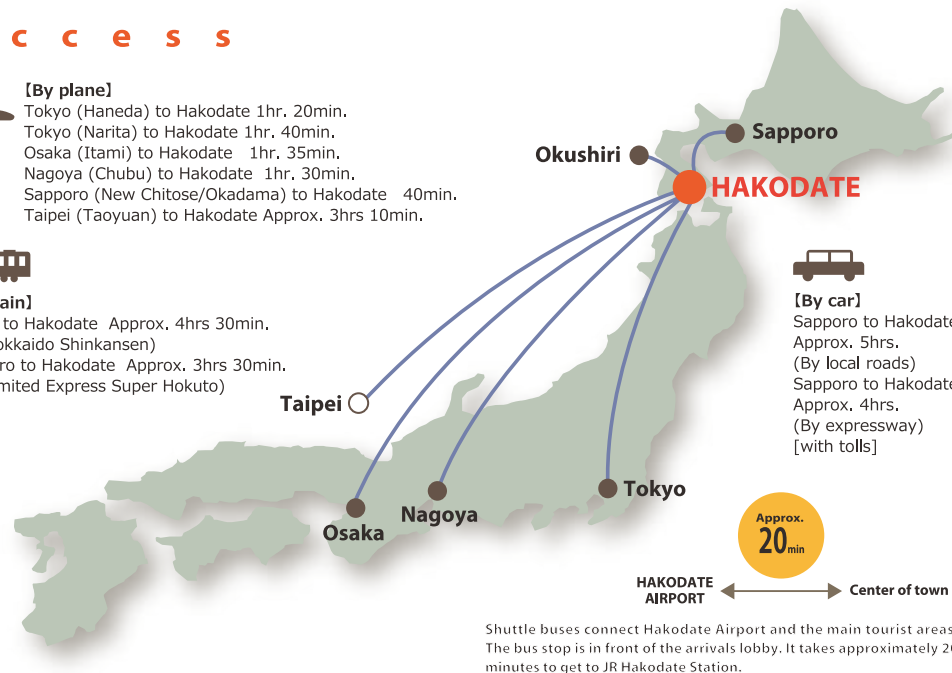 c c e s s
【By plane】
Tokyo (Haneda) to Hakodate 1hr. 20min.
Tokyo (Narita) to Hakodate 1hr. 40min.
Osaka (Itami) to Hakodate 1hr. 35min.
Nagoya (Chubu) to Hakodate 1hr. 30min.
Sapporo (New Chitose/Okadama) to Hakodate 40min.
Taipei (Taoyuan) to Hakodate Approx. 3hrs 10min.
ain】
to Hakodate Approx. 4hrs 30min.
okkaido Shinkansen)
ro to Hakodate Approx. 3hrs 30min.
mited Express Super Hokuto)
Sapporo
Okushiri
HAKODATE
Taipei
Osaka
Nagoya
Tokyo
【By car】
Sapporo to Hakodate
Approx. 5hrs.
(By local roads)
Sapporo to Hakodate
Approx. 4hrs.
(By expressway)
[with tolls]
Approx.
20min
HAKODATE
AIRPORT
Center of town
Shuttle buses connect Hakodate Airport and the main tourist areas
The bus stop is in front of the arrivals lobby. It takes approximately 20
minutes to get to JR Hakodate Station.